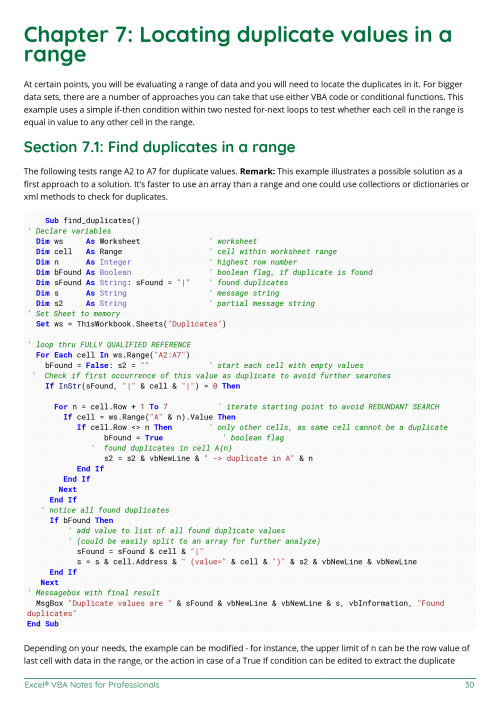 Chapter 7: Locating duplicate values in a
range
At certain points, you will be evaluating a range of data and you will need to locate the duplicates in it. For bigger
data sets, there are a number of approaches you can take that use either VBA code or conditional functions. This
example uses a simple if-then condition within two nested for-next loops to test whether each cell in the range is
equal in value to any other cell in the range.
Section 7.1: Find duplicates in a range
The following tests range A2 to A7 for duplicate values. Remark: This example illustrates a possible solution as a
first approach to a solution. It's faster to use an array than a range and one could use collections or dictionaries or
xml methods to check for duplicates.
Sub find_duplicates()
' Declare variables
Dim ws As Worksheet ' worksheet
Dim cell As Range ' cell within worksheet range
Dim n As Integer ' highest row number
Dim bFound As Boolean ' boolean flag, if duplicate is found
Dim sFound As String: sFound = "|" ' found duplicates
Dim s As String ' message string
Dim s2 As String ' partial message string
' Set Sheet to memory
Set ws = ThisWorkbook.Sheets("Duplicates")
' loop thru FULLY QUALIFIED REFERENCE
For Each cell In ws.Range("A2:A7")
bFound = False: s2 = "" ' start each cell with empty values
' Check if first occurrence of this value as duplicate to avoid further searches
If InStr(sFound, "|" & cell & "|") = 0 Then
For n = cell.Row + 1 To 7 ' iterate starting point to avoid REDUNDANT SEARCH
If cell = ws.Range("A" & n).Value Then
If cell.Row <> n Then ' only other cells, as same cell cannot be a duplicate
bFound = True ' boolean flag
' found duplicates in cell A{n}
s2 = s2 & vbNewLine & " -> duplicate in A" & n
End If
End If
Next
End If
' notice all found duplicates
If bFound Then
' add value to list of all found duplicate values
' (could be easily split to an array for further analyze)
sFound = sFound & cell & "|"
s = s & cell.Address & " (value=" & cell & ")" & s2 & vbNewLine & vbNewLine
End If
Next
' Messagebox with final result
MsgBox "Duplicate values are " & sFound & vbNewLine & vbNewLine & s, vbInformation, "Found
duplicates"
End Sub
Depending on your needs, the example can be modified - for instance, the upper limit of n can be the row value of
last cell with data in the range, or the action in case of a True If condition can be edited to extract the duplicate
Excel® VBA Notes for Professionals 30